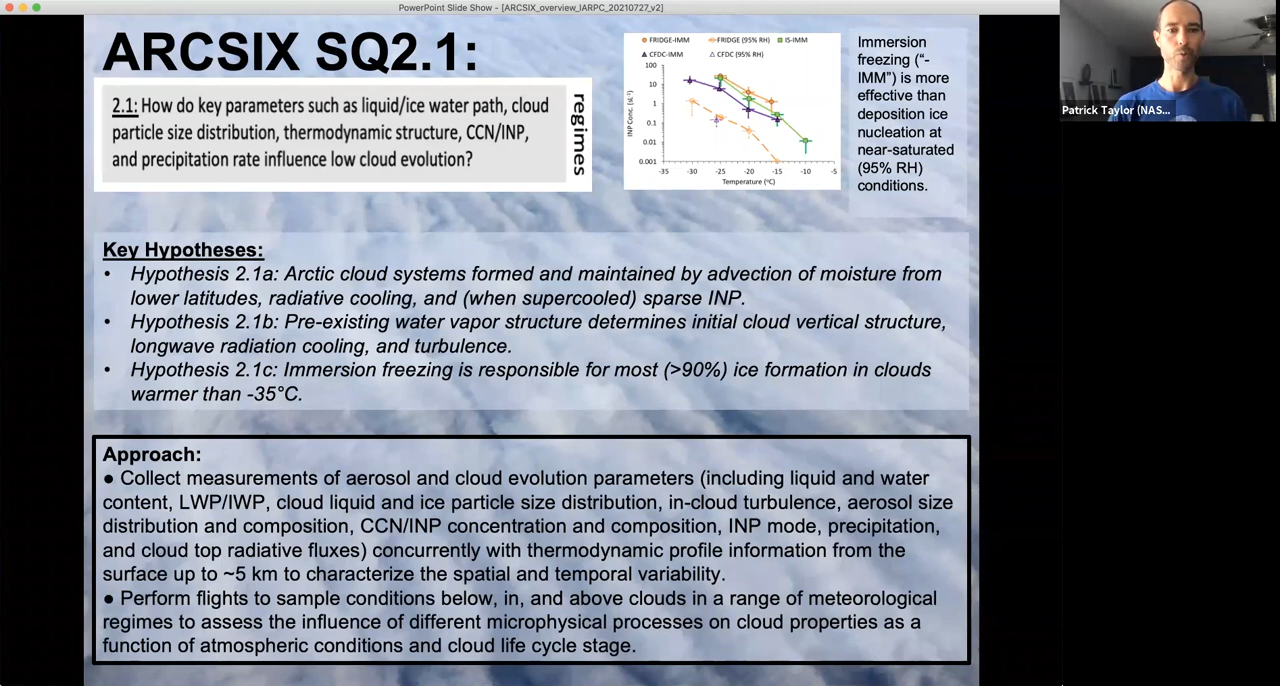 PowerPoint Slide Show - [ARCSIX_overview_IARPC_20210727_v2]
ARCSIX SQ2.1:
2.1: How do key parameters such as liquid/ice water path, cloud
particle size distribution, thermodynamic structure, CCN/INP,
and precipitation rate influence low cloud evolution?
regimes
FRIDGE-IMM FRIDGE (95% RH) IS-IMM
CFDC-IMM CFDC (95% RH)
INP Conc. (sL⁻¹)
100
10
1
0.1
0.01
0.001
-35 -30 -25 -20 -15 -10 -5
Temperature (°C)
Immersion
freezing ("-
IMM") is more
effective than
deposition ice
nucleation at
near-saturated
(95% RH)
conditions.
Patrick Taylor (NAS...
Key Hypotheses:
• Hypothesis 2.1a: Arctic cloud systems formed and maintained by advection of moisture from
lower latitudes, radiative cooling, and (when supercooled) sparse INP.
• Hypothesis 2.1b: Pre-existing water vapor structure determines initial cloud vertical structure,
longwave radiation cooling, and turbulence.
• Hypothesis 2.1c: Immersion freezing is responsible for most (>90%) ice formation in clouds
warmer than -35°C.
Approach:
● Collect measurements of aerosol and cloud evolution parameters (including liquid and water
content, LWP/IWP, cloud liquid and ice particle size distribution, in-cloud turbulence, aerosol size
distribution and composition, CCN/INP concentration and composition, INP mode, precipitation,
and cloud top radiative fluxes) concurrently with thermodynamic profile information from the
surface up to ~5 km to characterize the spatial and temporal variability.
● Perform flights to sample conditions below, in, and above clouds in a range of meteorological
regimes to assess the influence of different microphysical processes on cloud properties as a
function of atmospheric conditions and cloud life cycle stage.